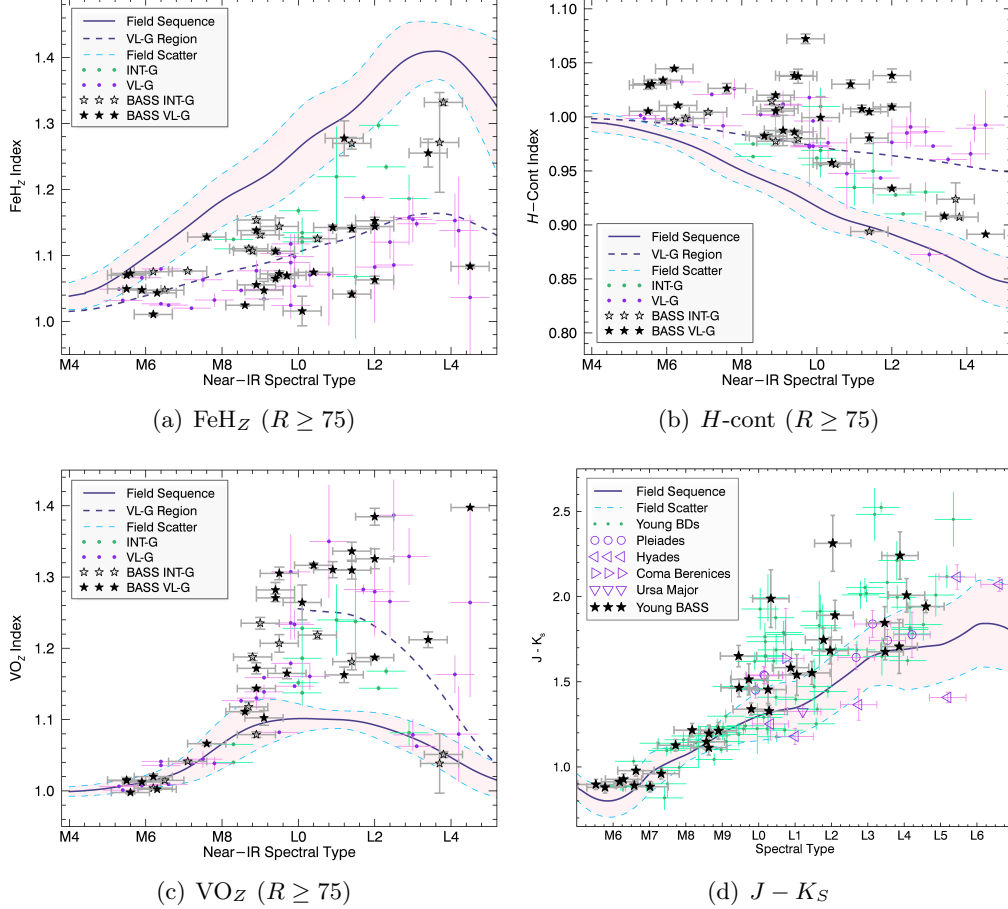 1.4
1.3
1.2
1.1
1.0
FeH_Z Index
Field Sequence
VL-G Region
Field Scatter
INT-G
VL-G
BASS INT-G
BASS VL-G
M4 M6 M8 L0 L2 L4
Near-IR Spectral Type
(a) FeH_Z (R ≥ 75)
1.10
1.05
1.00
0.95
0.90
0.85
0.80
H-Cont Index
Field Sequence
VL-G Region
Field Scatter
INT-G
VL-G
BASS INT-G
BASS VL-G
M4 M6 M8 L0 L2 L4
Near-IR Spectral Type
(b) H-cont (R ≥ 75)
1.4
1.3
1.2
1.1
1.0
VO_Z Index
Field Sequence
VL-G Region
Field Scatter
INT-G
VL-G
BASS INT-G
BASS VL-G
M4 M6 M8 L0 L2 L4
Near-IR Spectral Type
(c) VO_Z (R ≥ 75)
2.5
2.0
1.5
1.0
J - K_s
Field Sequence
Field Scatter
Young BDs
Pleiades
Hyades
Coma Berenices
Ursa Major
Young BASS
M6 M7 M8 M9 L0 L1 L2 L3 L4 L5 L6
Spectral Type
(d) J − K_S